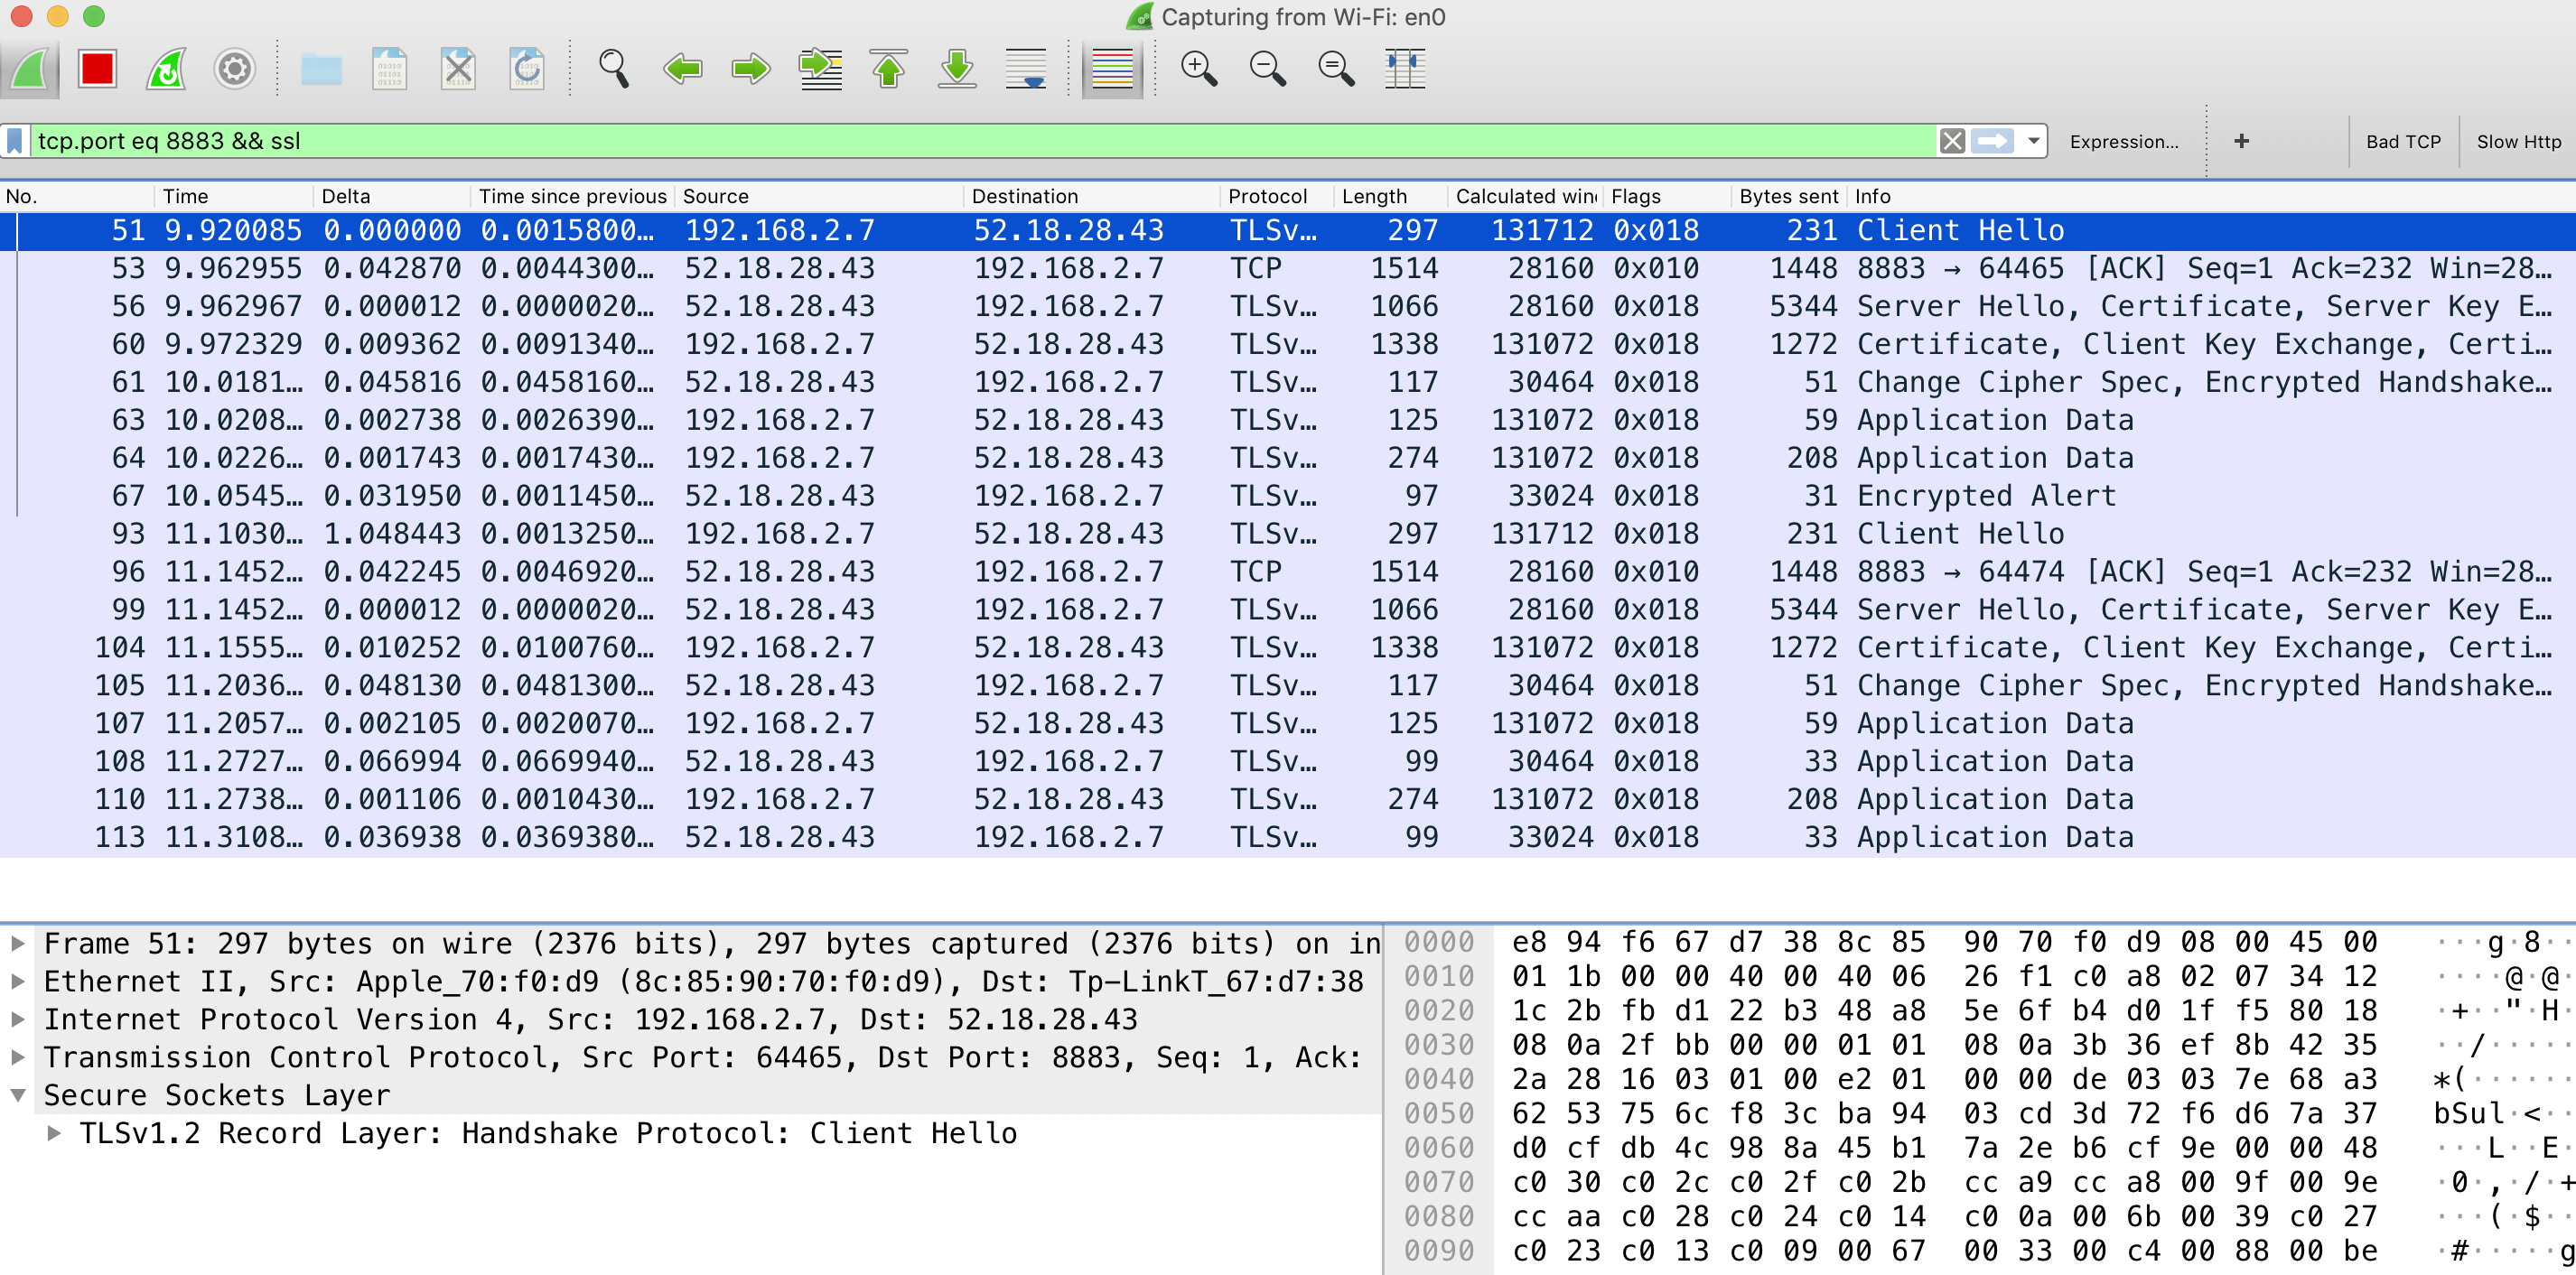 Capturing from Wi-Fi: en0
tcp.port eq 8883 && ssl Expression... + Bad TCP Slow Http
No. Time Delta Time since previous Source Destination Protocol Length Calculated win Flags Bytes sent Info
51 9.920085 0.000000 0.0015800… 192.168.2.7 52.18.28.43 TLSv… 297 131712 0x018 231 Client Hello
53 9.962955 0.042870 0.0044300… 52.18.28.43 192.168.2.7 TCP 1514 28160 0x010 1448 8883 → 64465 [ACK] Seq=1 Ack=232 Win=28…
56 9.962967 0.000012 0.0000020… 52.18.28.43 192.168.2.7 TLSv… 1066 28160 0x018 5344 Server Hello, Certificate, Server Key E…
60 9.972329 0.009362 0.0091340… 192.168.2.7 52.18.28.43 TLSv… 1338 131072 0x018 1272 Certificate, Client Key Exchange, Certi…
61 10.0181… 0.045816 0.0458160… 52.18.28.43 192.168.2.7 TLSv… 117 30464 0x018 51 Change Cipher Spec, Encrypted Handshake…
63 10.0208… 0.002738 0.0026390… 192.168.2.7 52.18.28.43 TLSv… 125 131072 0x018 59 Application Data
64 10.0226… 0.001743 0.0017430… 192.168.2.7 52.18.28.43 TLSv… 274 131072 0x018 208 Application Data
67 10.0545… 0.031950 0.0011450… 52.18.28.43 192.168.2.7 TLSv… 97 33024 0x018 31 Encrypted Alert
93 11.1030… 1.048443 0.0013250… 192.168.2.7 52.18.28.43 TLSv… 297 131712 0x018 231 Client Hello
96 11.1452… 0.042245 0.0046920… 52.18.28.43 192.168.2.7 TCP 1514 28160 0x010 1448 8883 → 64474 [ACK] Seq=1 Ack=232 Win=28…
99 11.1452… 0.000012 0.0000020… 52.18.28.43 192.168.2.7 TLSv… 1066 28160 0x018 5344 Server Hello, Certificate, Server Key E…
104 11.1555… 0.010252 0.0100760… 192.168.2.7 52.18.28.43 TLSv… 1338 131072 0x018 1272 Certificate, Client Key Exchange, Certi…
105 11.2036… 0.048130 0.0481300… 52.18.28.43 192.168.2.7 TLSv… 117 30464 0x018 51 Change Cipher Spec, Encrypted Handshake…
107 11.2057… 0.002105 0.0020070… 192.168.2.7 52.18.28.43 TLSv… 125 131072 0x018 59 Application Data
108 11.2727… 0.066994 0.0669940… 52.18.28.43 192.168.2.7 TLSv… 99 30464 0x018 33 Application Data
110 11.2738… 0.001106 0.0010430… 192.168.2.7 52.18.28.43 TLSv… 274 131072 0x018 208 Application Data
113 11.3108… 0.036938 0.0369380… 52.18.28.43 192.168.2.7 TLSv… 99 33024 0x018 33 Application Data
Frame 51: 297 bytes on wire (2376 bits), 297 bytes captured (2376 bits) on in
Ethernet II, Src: Apple_70:f0:d9 (8c:85:90:70:f0:d9), Dst: Tp-LinkT_67:d7:38
Internet Protocol Version 4, Src: 192.168.2.7, Dst: 52.18.28.43
Transmission Control Protocol, Src Port: 64465, Dst Port: 8883, Seq: 1, Ack:
Secure Sockets Layer
TLSv1.2 Record Layer: Handshake Protocol: Client Hello
0000 e8 94 f6 67 d7 38 8c 85 90 70 f0 d9 08 00 45 00 ···g·8··
0010 01 1b 00 00 40 00 40 06 26 f1 c0 a8 02 07 34 12 ····@·@·
0020 1c 2b fb d1 22 b3 48 a8 5e 6f b4 d0 1f f5 80 18 ·+··"·H·
0030 08 0a 2f bb 00 00 01 01 08 0a 3b 36 ef 8b 42 35 ··/·····
0040 2a 28 16 03 01 00 e2 01 00 00 de 03 03 7e 68 a3 *(······
0050 62 53 75 6c f8 3c ba 94 03 cd 3d 72 f6 d6 7a 37 bSul·<··
0060 d0 cf db 4c 98 8a 45 b1 7a 2e b6 cf 9e 00 00 48 ···L··E·
0070 c0 30 c0 2c c0 2f c0 2b cc a9 cc a8 00 9f 00 9e ·0·,·/·+
0080 cc aa c0 28 c0 24 c0 14 c0 0a 00 6b 00 39 c0 27 ···(·$··
0090 c0 23 c0 13 c0 09 00 67 00 33 00 c4 00 88 00 be ·#·····g